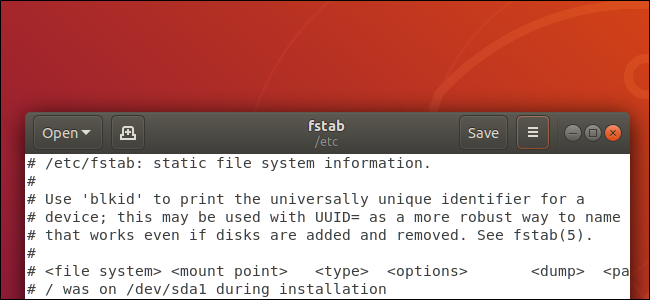 Open fstab Save
/etc
# /etc/fstab: static file system information.
#
# Use 'blkid' to print the universally unique identifier for a
# device; this may be used with UUID= as a more robust way to name
# that works even if disks are added and removed. See fstab(5).
#
# <file system> <mount point>   <type>  <options>       <dump>  <pa
# / was on /dev/sda1 during installation